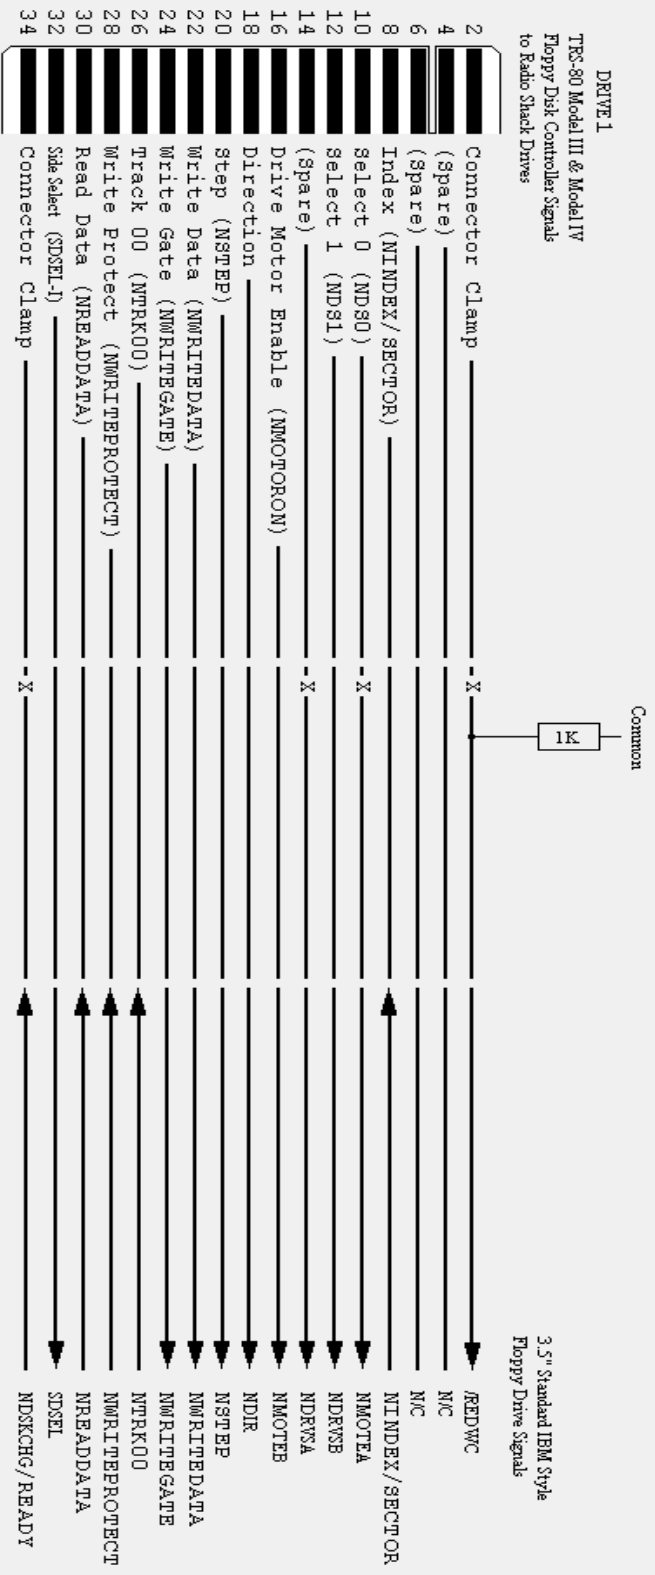 DRIVE 1
TRS-80 Model III & Model IV
Floppy Disk Controller Signals
to Radio Shack Drives
Common
1K
3.5" Standard IBM Style
Floppy Drive Signals
2 Connector Clamp X /REDWC
4 (Spare) N/C
6 (Spare) N/C
8 Index (NINDEX/SECTOR) NINDEX/SECTOR
10 Select 0 (NDS0) X NMOTEA
12 Select 1 (NDS1) NDRVSB
14 (Spare) X NDRVSA
16 Drive Motor Enable (NMOTORON) NMOTEB
18 Direction NDIR
20 Step (NSTEP) NSTEP
22 Write Data (NWRITEDATA) NWRITEDATA
24 Write Gate (NWRITEGATE) NWRITEGATE
26 Track 00 (NTRK00) NTRK00
28 Write Protect (NWRITEPROTECT) NWRITEPROTECT
30 Read Data (NREADDATA) NREADDATA
32 Side Select (SDSEL-1) SDSEL
34 Connector Clamp X NDSKCHG/READY